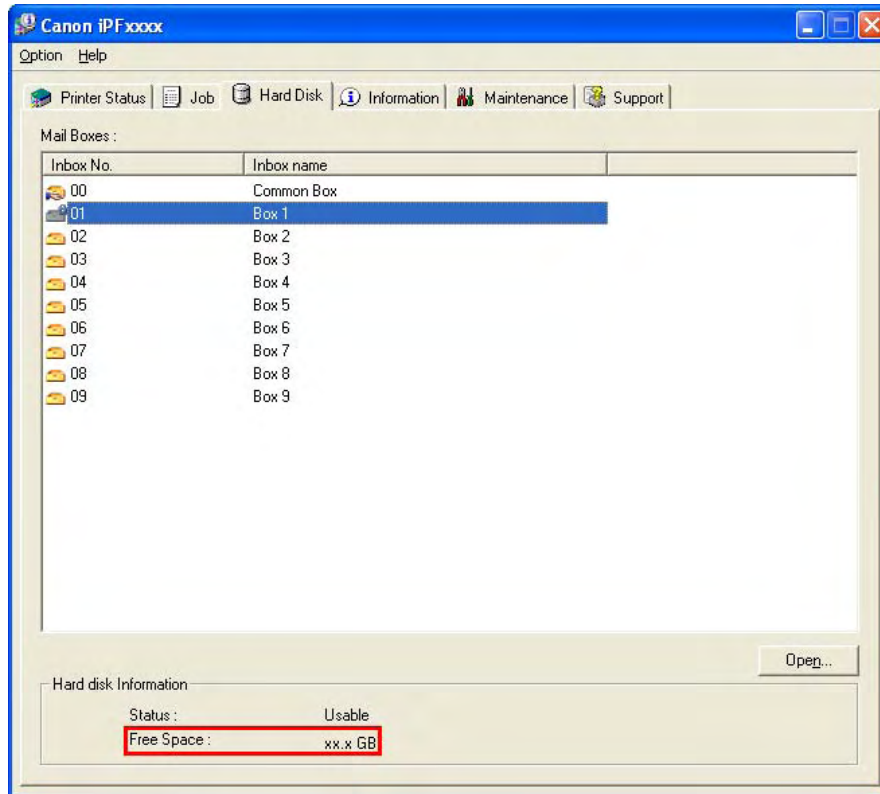 Canon iPFxxxx
Option Help
Printer Status Job Hard Disk Information Maintenance Support
Mail Boxes :
Inbox No. Inbox name
00 Common Box
01 Box 1
02 Box 2
03 Box 3
04 Box 4
05 Box 5
06 Box 6
07 Box 7
08 Box 8
09 Box 9
Open...
Hard disk Information
Status : Usable
Free Space : xx.x GB